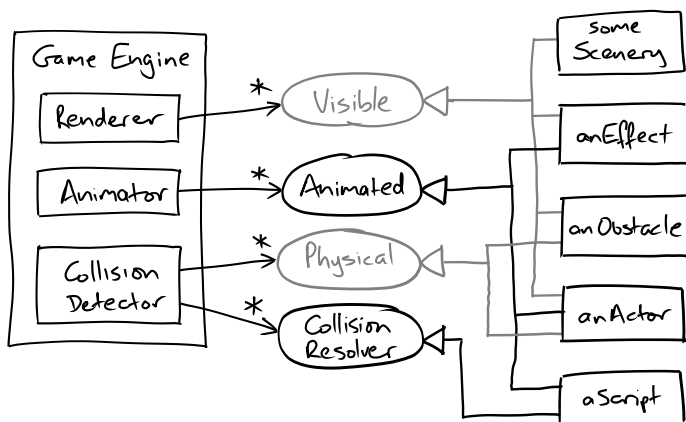 Game Engine
Renderer
Animator
Collision
Detector
*
*
*
*
Visible
Animated
Physical
Collision
Resolver
some
Scenery
anEffect
anObstacle
anActor
aScript